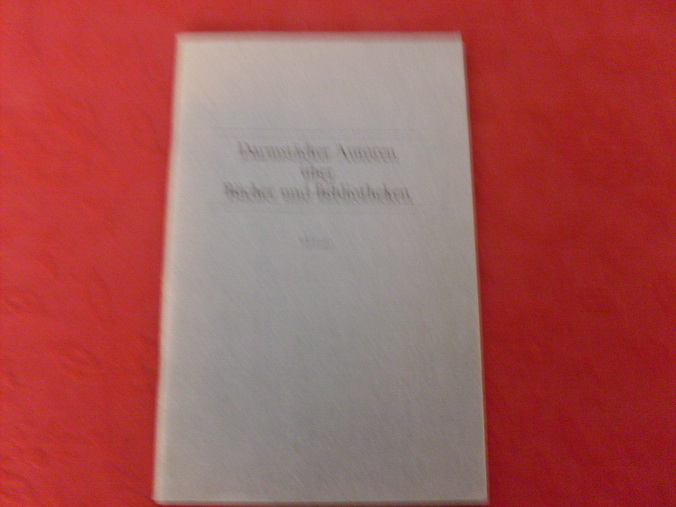 Darmstädter Autoren
über
Bücher und Bibliotheken